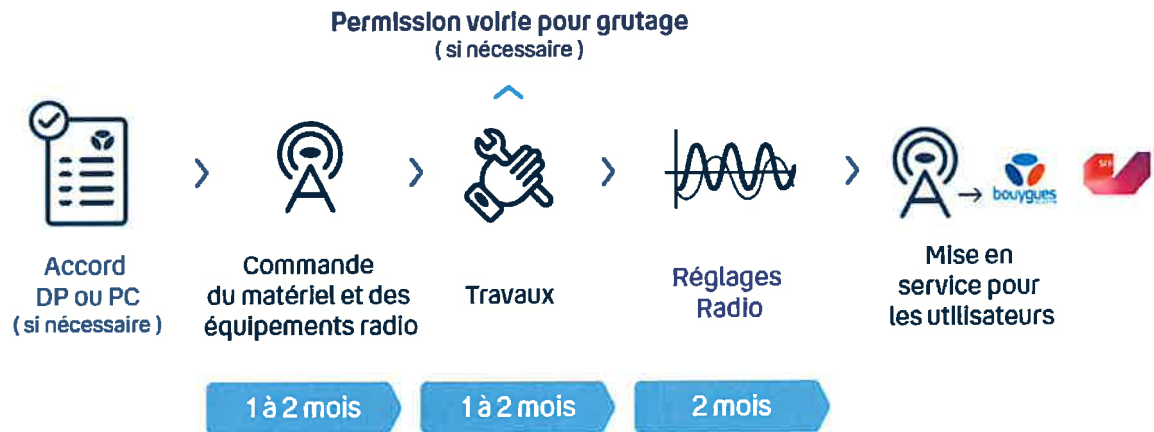 Permission voirie pour grutage
( si nécessaire )
Accord
DP ou PC
( si nécessaire )
Commande
du matériel et des
équipements radio
Travaux
Réglages
Radio
bouygues
SFR
Mise en
service pour
les utilisateurs
1 à 2 mois
1 à 2 mois
2 mois